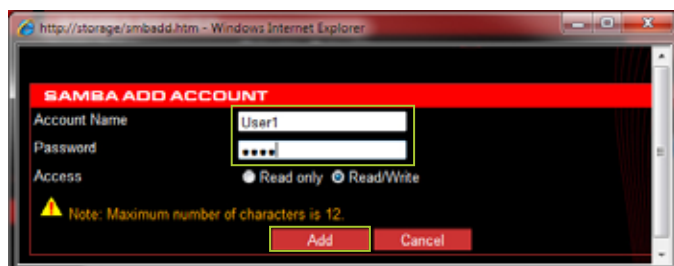 http://storage/smbadd.htm - Windows Internet Explorer
SAMBA ADD ACCOUNT
Account Name User1
Password ••••
Access Read only Read/Write
Note: Maximum number of characters is 12.
Add Cancel